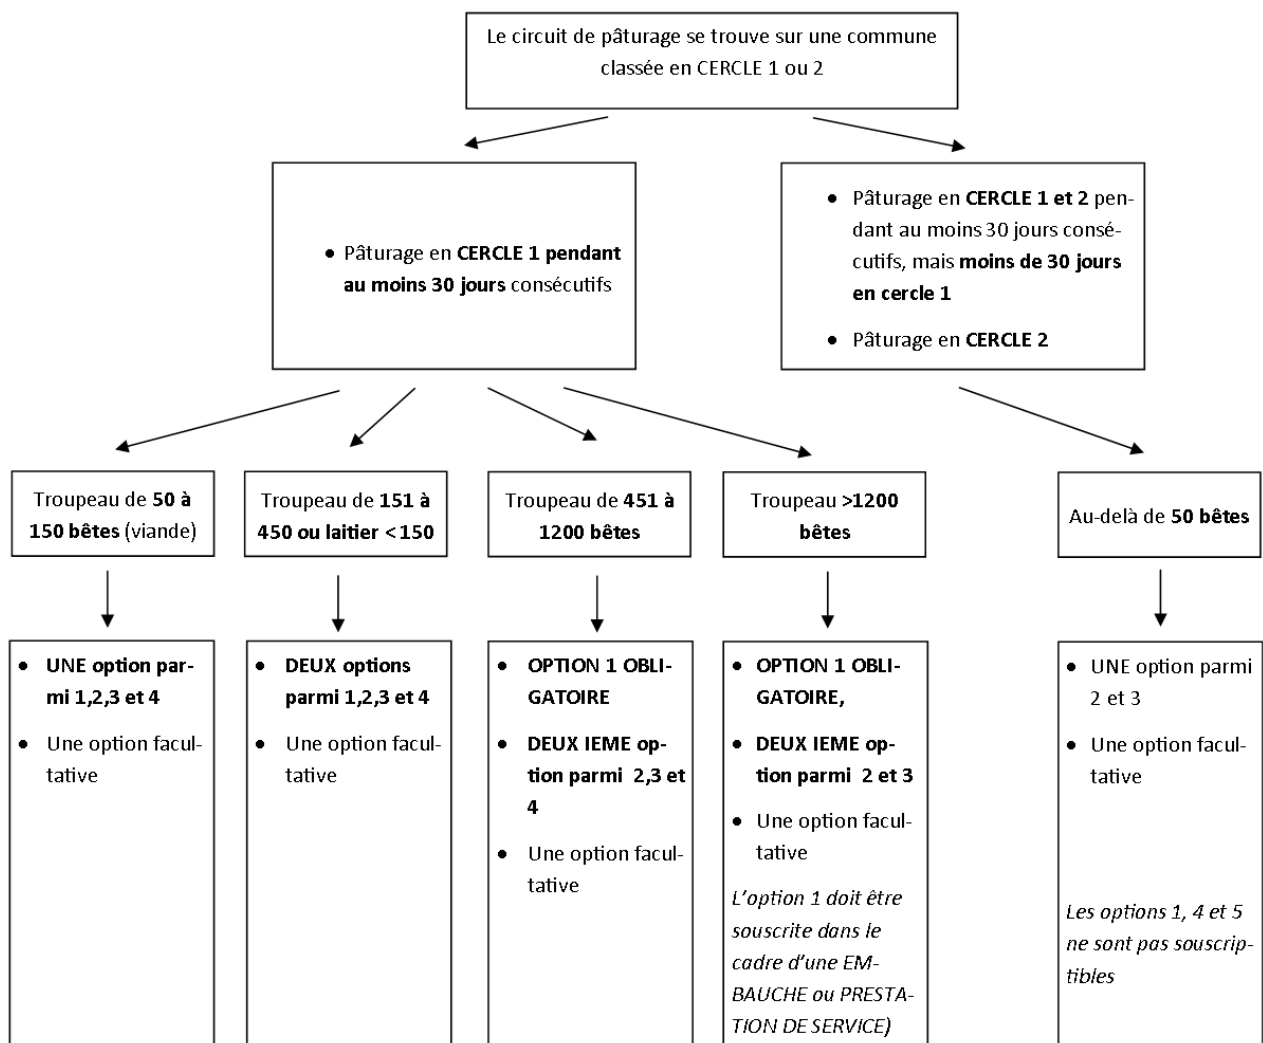 Le circuit de pâturage se trouve sur une commune
classée en CERCLE 1 ou 2
• Pâturage en CERCLE 1 pendant
au moins 30 jours consécutifs
• Pâturage en CERCLE 1 et 2 pen-
dant au moins 30 jours consé-
cutifs, mais moins de 30 jours
en cercle 1
• Pâturage en CERCLE 2
Troupeau de 50 à
150 bêtes (viande)
Troupeau de 151 à
450 ou laitier <150
Troupeau de 451 à
1200 bêtes
Troupeau >1200
bêtes
Au-delà de 50 bêtes
• UNE option par-
mi 1,2,3 et 4
• Une option facul-
tative
• DEUX options
parmi 1,2,3 et 4
• Une option facul-
tative
• OPTION 1 OBLI-
GATOIRE
• DEUX IEME op-
tion parmi 2,3 et
4
• Une option facul-
tative
• OPTION 1 OBLI-
GATOIRE,
• DEUX IEME op-
tion parmi 2 et 3
• Une option facul-
tative
L'option 1 doit être
souscrite dans le
cadre d'une EM-
BAUCHE ou PRESTA-
TION DE SERVICE)
• UNE option parmi
2 et 3
• Une option facul-
tative
Les options 1, 4 et 5
ne sont pas souscrip-
tibles